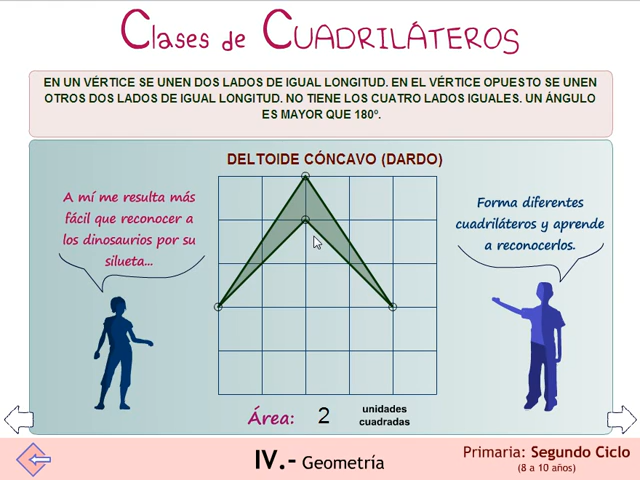 Clases de Cuadriláteros
EN UN VÉRTICE SE UNEN DOS LADOS DE IGUAL LONGITUD. EN EL VÉRTICE OPUESTO SE UNEN
OTROS DOS LADOS DE IGUAL LONGITUD. NO TIENE LOS CUATRO LADOS IGUALES. UN ÁNGULO
ES MAYOR QUE 180º.
DELTOIDE CÓNCAVO (DARDO)
A mí me resulta más
fácil que reconocer a
los dinosaurios por su
silueta...
Forma diferentes
cuadriláteros y aprende
a reconocerlos.
Área: 2 unidades
cuadradas
IV.- Geometría
Primaria: Segundo Ciclo
(8 a 10 años)